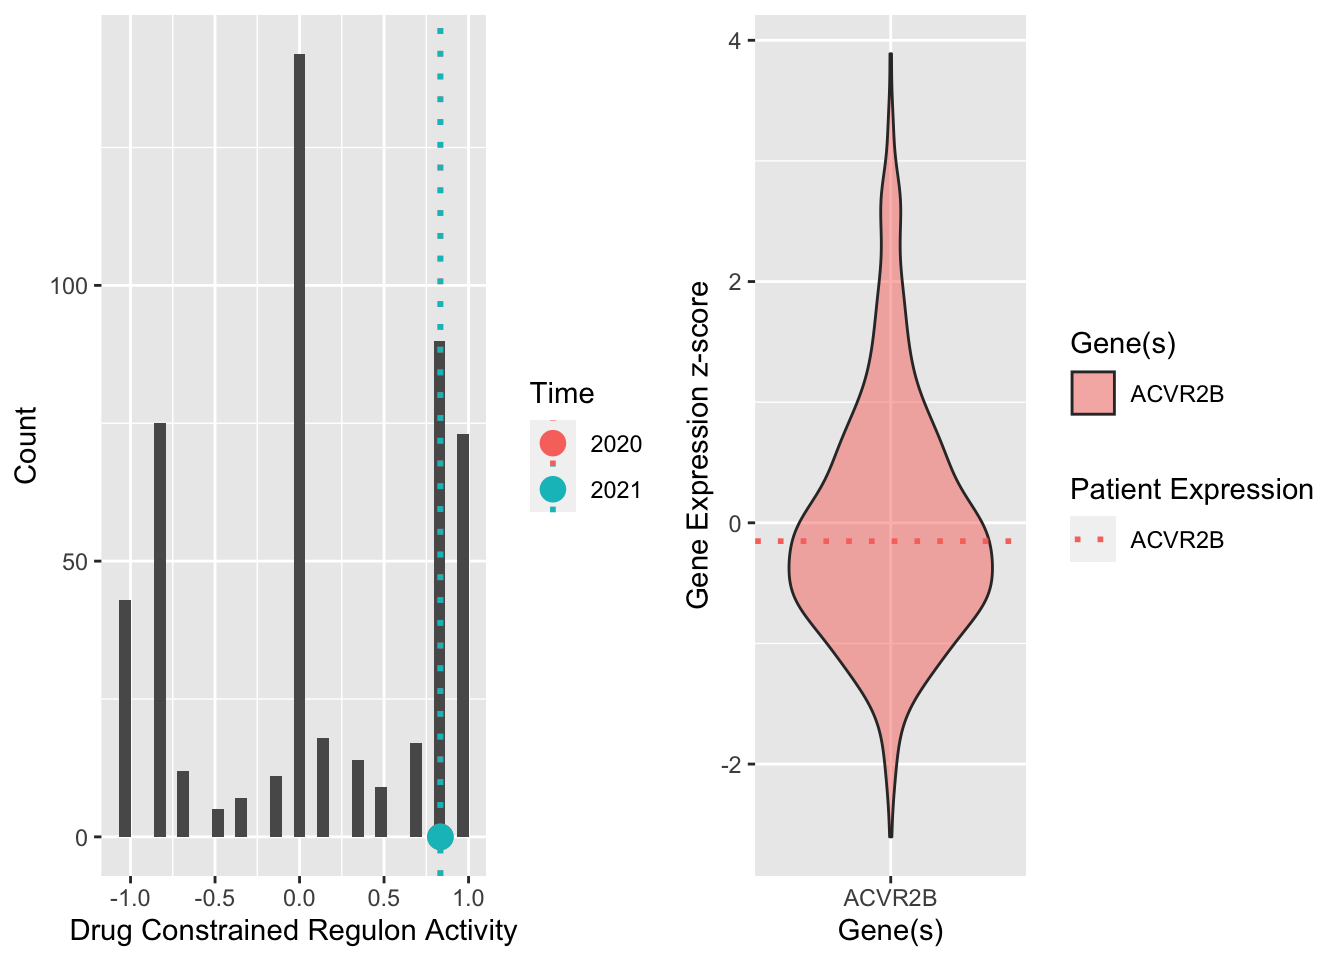 Count
100
50
0
-1.0
-0.5
0.0
0.5
1.0
Drug Constrained Regulon Activity
Time
2020
2021
Gene Expression z-score
4
2
0
-2
ACVR2B
Gene(s)
Gene(s)
ACVR2B
Patient Expression
ACVR2B